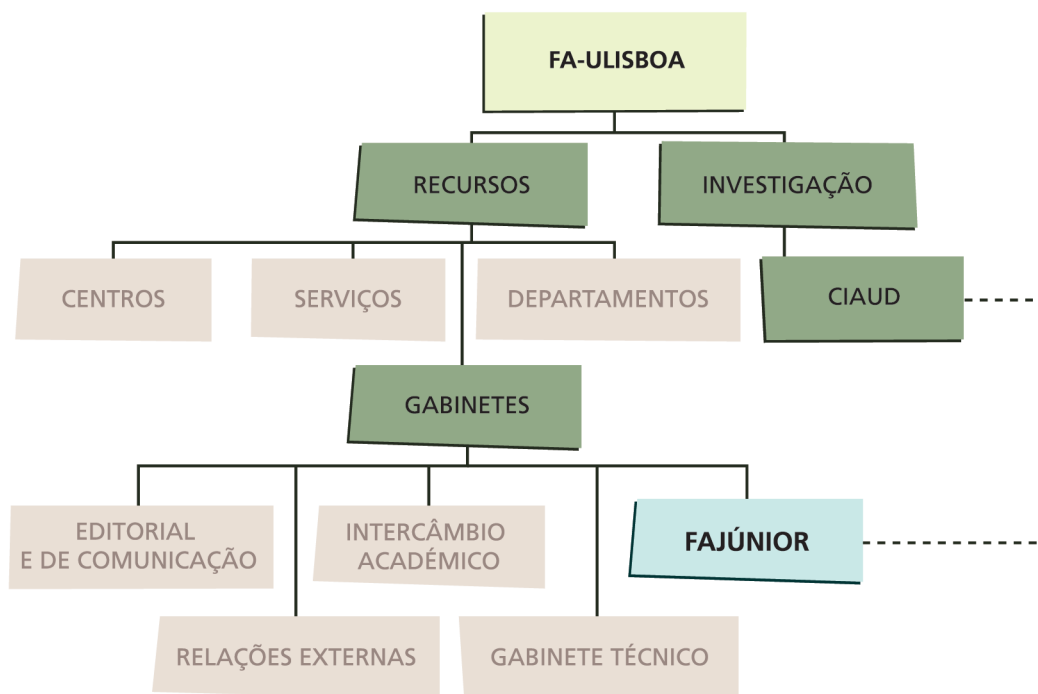 FA-ULISBOA
RECURSOS
INVESTIGAÇÃO
CENTROS
SERVIÇOS
DEPARTAMENTOS
CIAUD
GABINETES
EDITORIAL
E DE COMUNICAÇÃO
INTERCÂMBIO
ACADÉMICO
FAJÚNIOR
RELAÇÕES EXTERNAS
GABINETE TÉCNICO